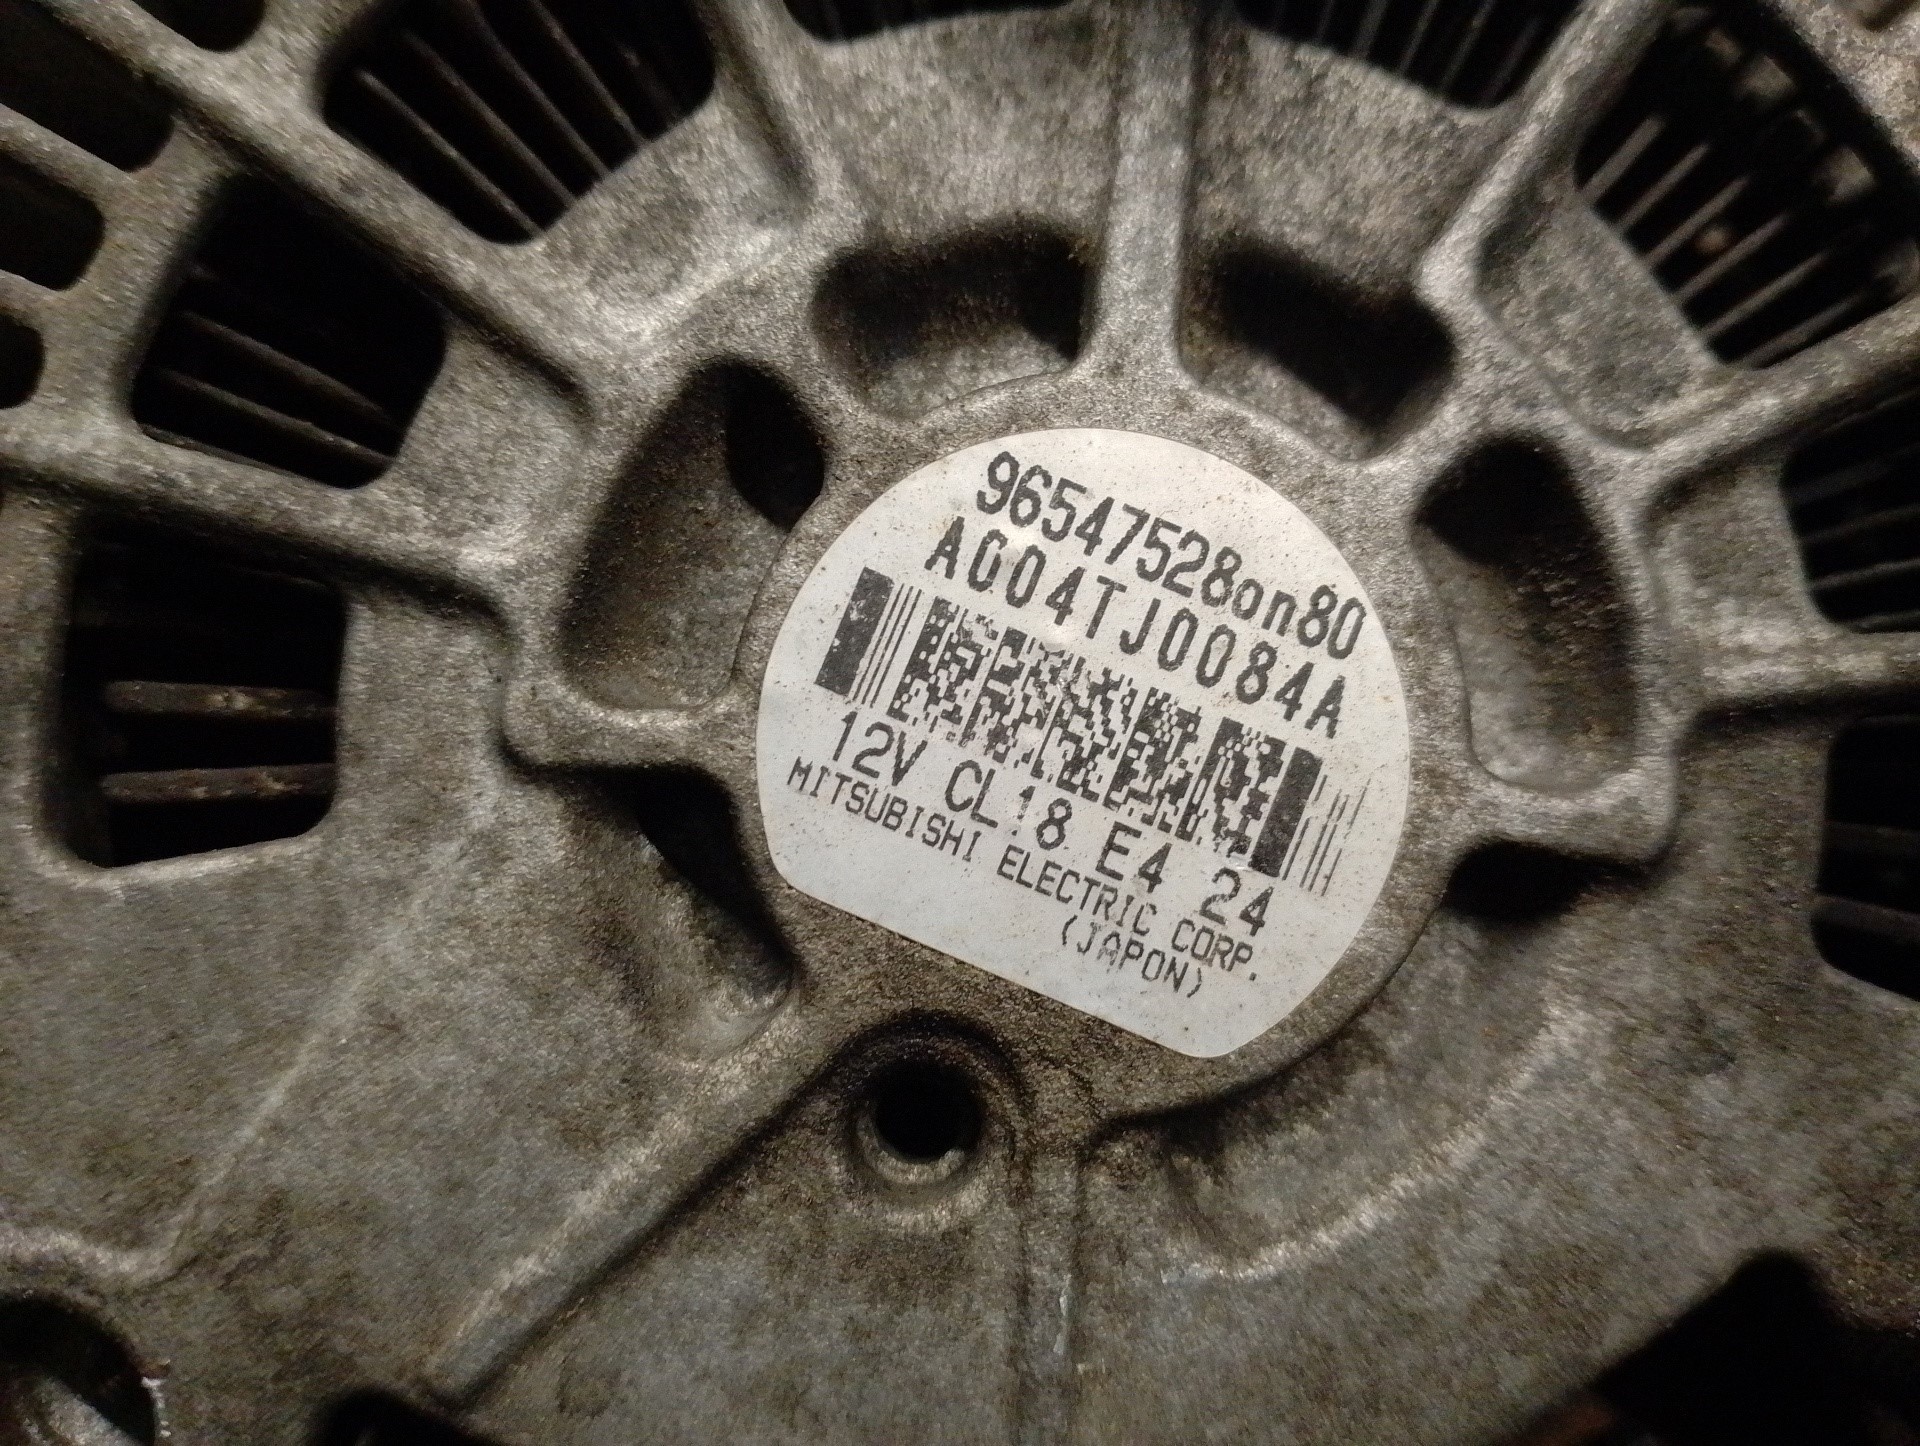 96547528on80
A004TJ0084A
12V CL18 E4 24
MITSUBISHI ELECTRIC CORP.
(JAPON)